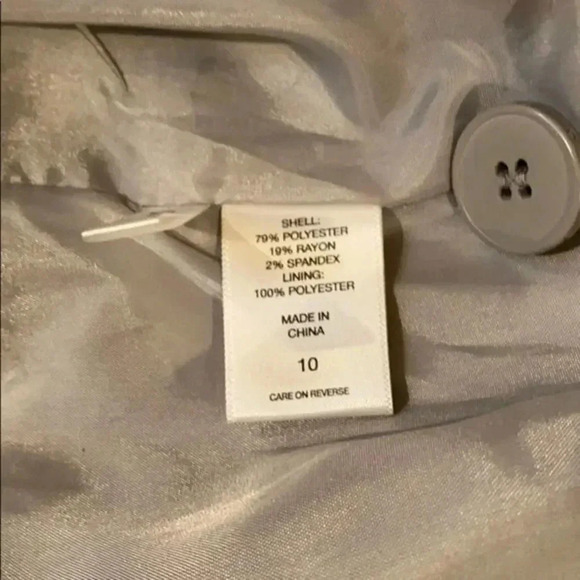 SHELL:
79% POLYESTER
19% RAYON
2% SPANDEX
LINING:
100% POLYESTER
MADE IN
CHINA
10
CARE ON REVERSE